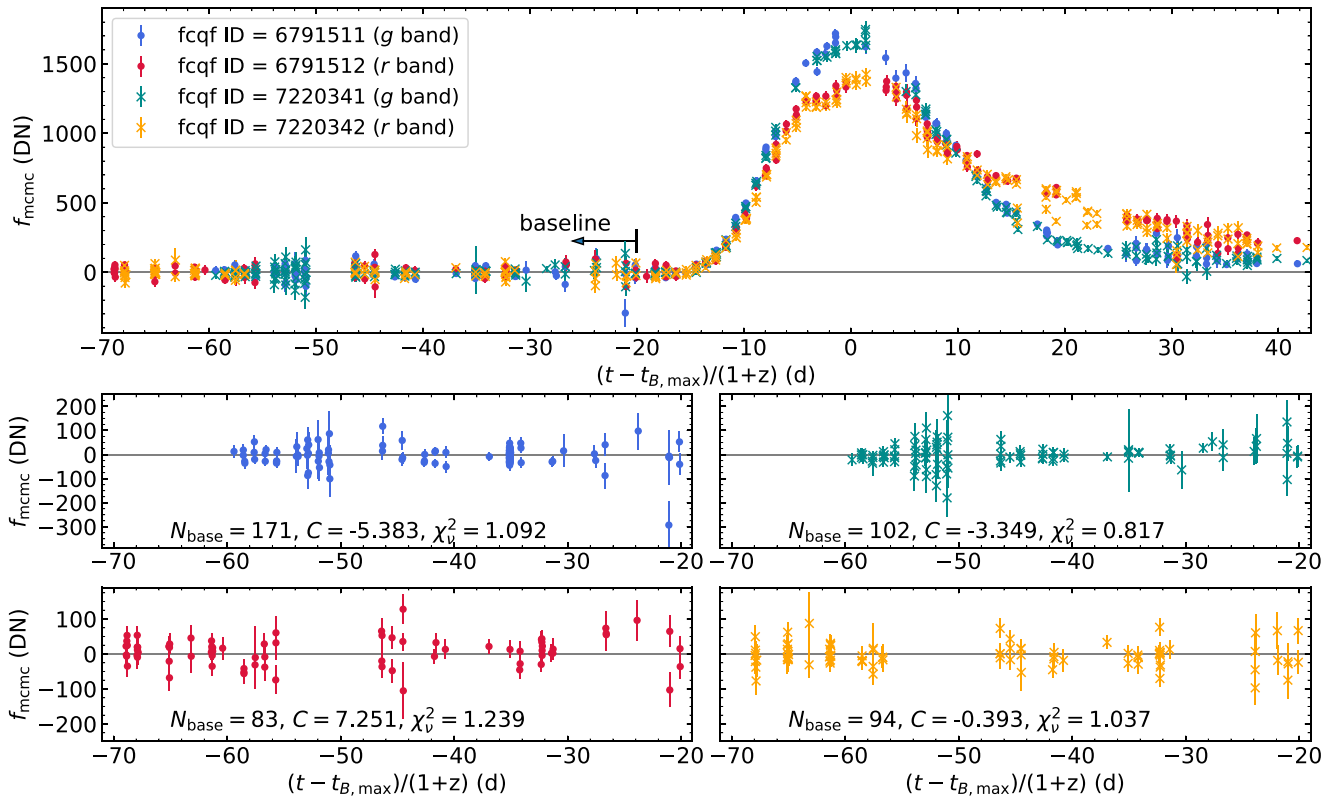 fcqf ID = 6791511 (g band)
fcqf ID = 6791512 (r band)
fcqf ID = 7220341 (g band)
fcqf ID = 7220342 (r band)
f_mcmc (DN)
1500
1000
500
0
baseline
−70 −60 −50 −40 −30 −20 −10 0 10 20 30 40
(t − t_B, max)/(1+z) (d)
f_mcmc (DN)
200
100
0
−100
−200
−300
N_base = 171, C = -5.383, χ²_ν = 1.092
−70 −60 −50 −40 −30 −20
N_base = 102, C = -3.349, χ²_ν = 0.817
−70 −60 −50 −40 −30 −20
f_mcmc (DN)
100
0
−100
−200
N_base = 83, C = 7.251, χ²_ν = 1.239
−70 −60 −50 −40 −30 −20
(t − t_B, max)/(1+z) (d)
N_base = 94, C = -0.393, χ²_ν = 1.037
−70 −60 −50 −40 −30 −20
(t − t_B, max)/(1+z) (d)